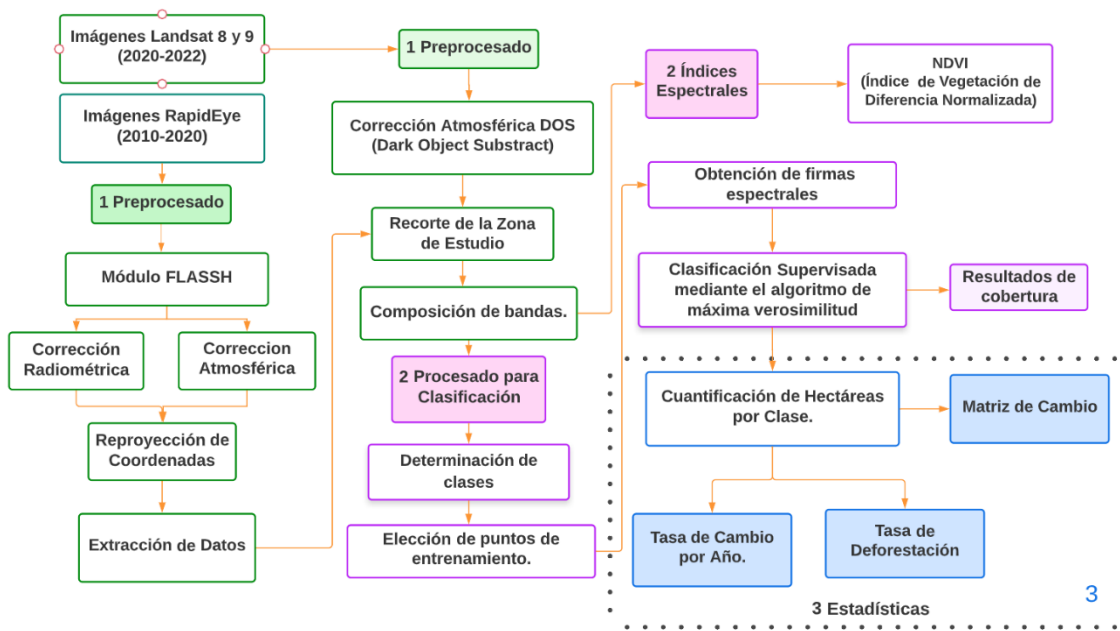 Imágenes Landsat 8 y 9
(2020-2022)
Imágenes RapidEye
(2010-2020)
1 Preprocesado
Módulo FLASSH
Corrección
Radiométrica
Correccion
Atmosférica
Reproyección de
Coordenadas
Extracción de Datos
1 Preprocesado
Corrección Atmosférica DOS
(Dark Object Substract)
Recorte de la Zona
de Estudio
Composición de bandas.
2 Procesado para
Clasificación
Determinación de
clases
Elección de puntos de
entrenamiento.
2 Índices
Espectrales
NDVI
(Índice de Vegetación de
Diferencia Normalizada)
Obtención de firmas
espectrales
Clasificación Supervisada
mediante el algoritmo de
máxima verosimilitud
Resultados de
cobertura
Cuantificación de Hectáreas
por Clase.
Matriz de Cambio
Tasa de Cambio
por Año.
Tasa de
Deforestación
3 Estadísticas
3